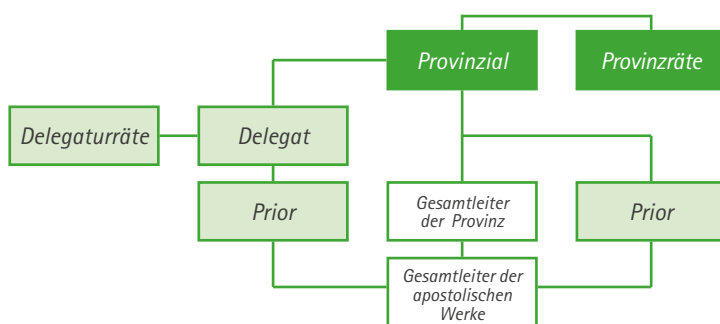 Provinzial
Provinzräte
Delegaturräte
Delegat
Prior
Gesamtleiter
der Provinz
Prior
Gesamtleiter der
apostolischen
Werke